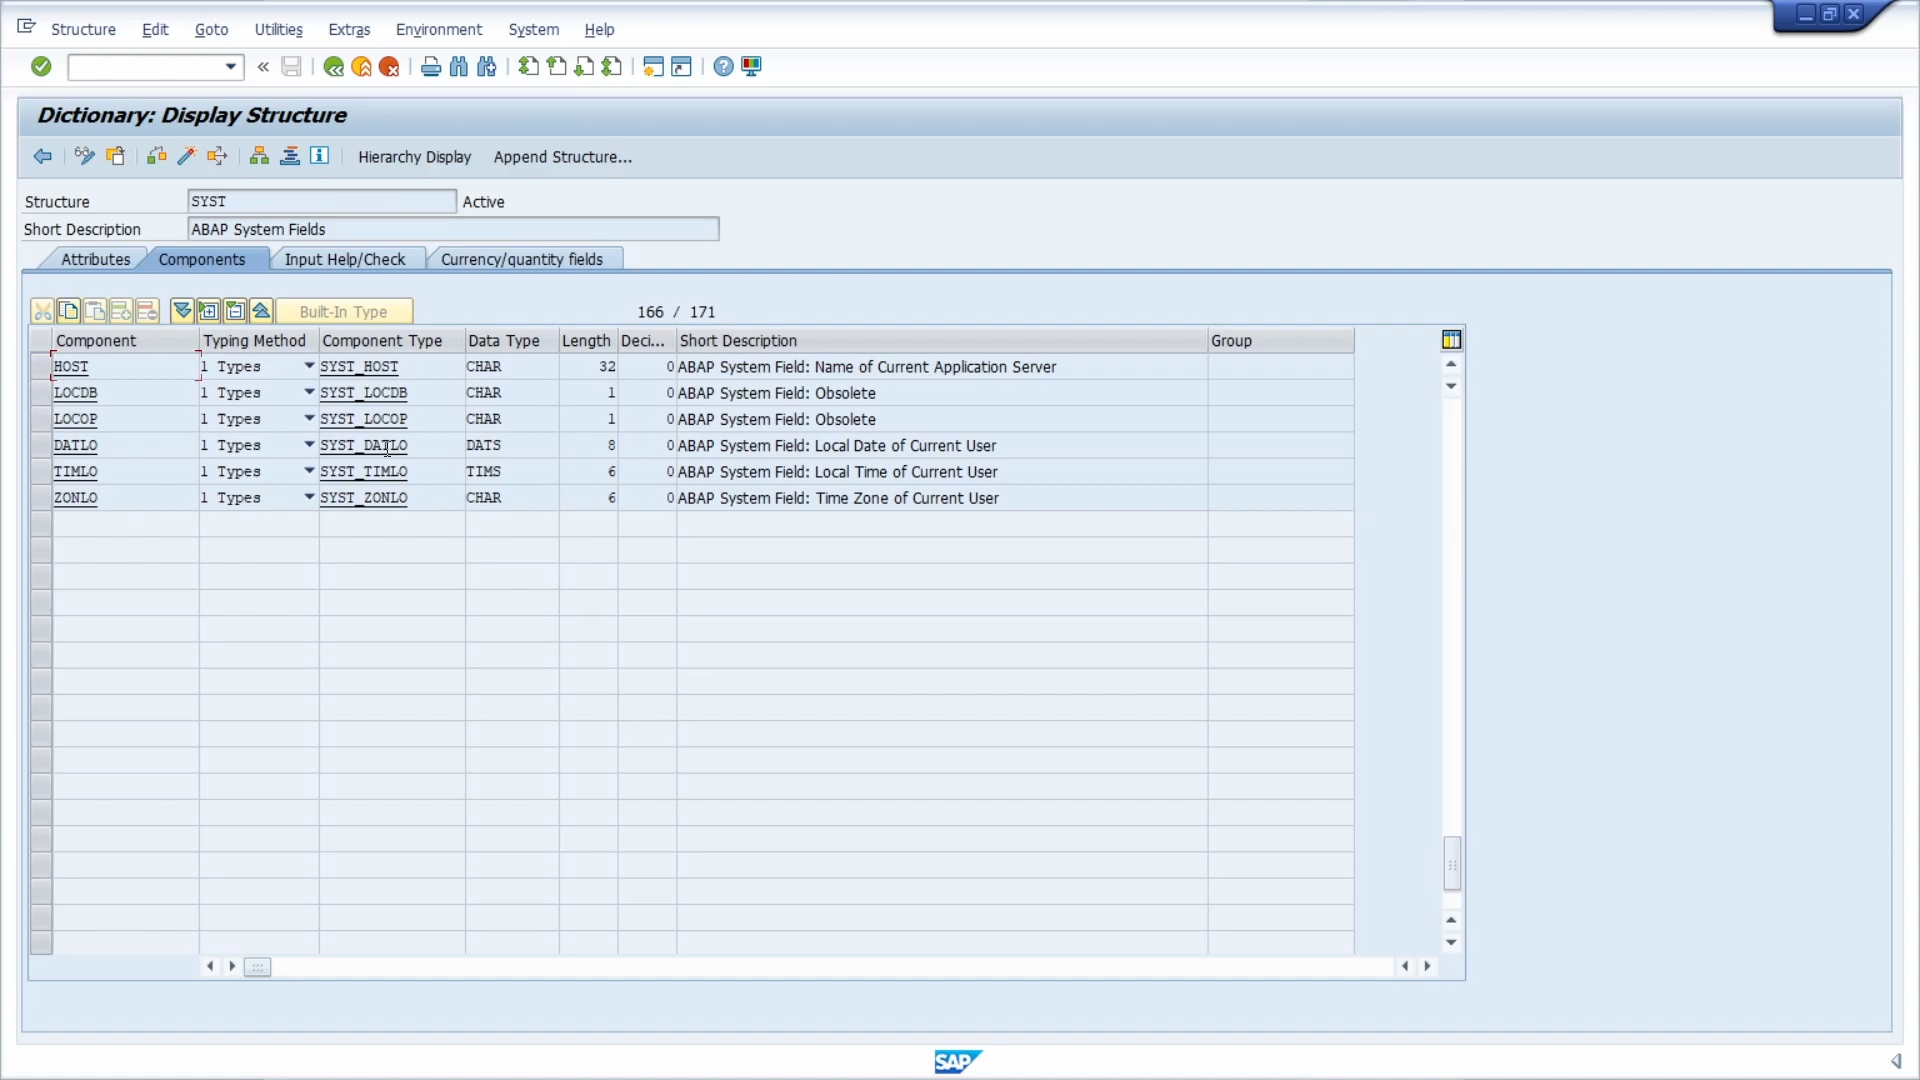 Structure Edit Goto Utilities Extras Environment System Help
Dictionary: Display Structure
Hierarchy Display Append Structure...
Structure SYST Active
Short Description ABAP System Fields
Attributes Components Input Help/Check Currency/quantity fields
Built-In Type 166 / 171
Component Typing Method Component Type Data Type Length Deci... Short Description Group
HOST 1 Types SYST_HOST CHAR 32 0 ABAP System Field: Name of Current Application Server
LOCDB 1 Types SYST_LOCDB CHAR 1 0 ABAP System Field: Obsolete
LOCOP 1 Types SYST_LOCOP CHAR 1 0 ABAP System Field: Obsolete
DATLO 1 Types SYST_DATLO DATS 8 0 ABAP System Field: Local Date of Current User
TIMLO 1 Types SYST_TIMLO TIMS 6 0 ABAP System Field: Local Time of Current User
ZONLO 1 Types SYST_ZONLO CHAR 6 0 ABAP System Field: Time Zone of Current User
SAP